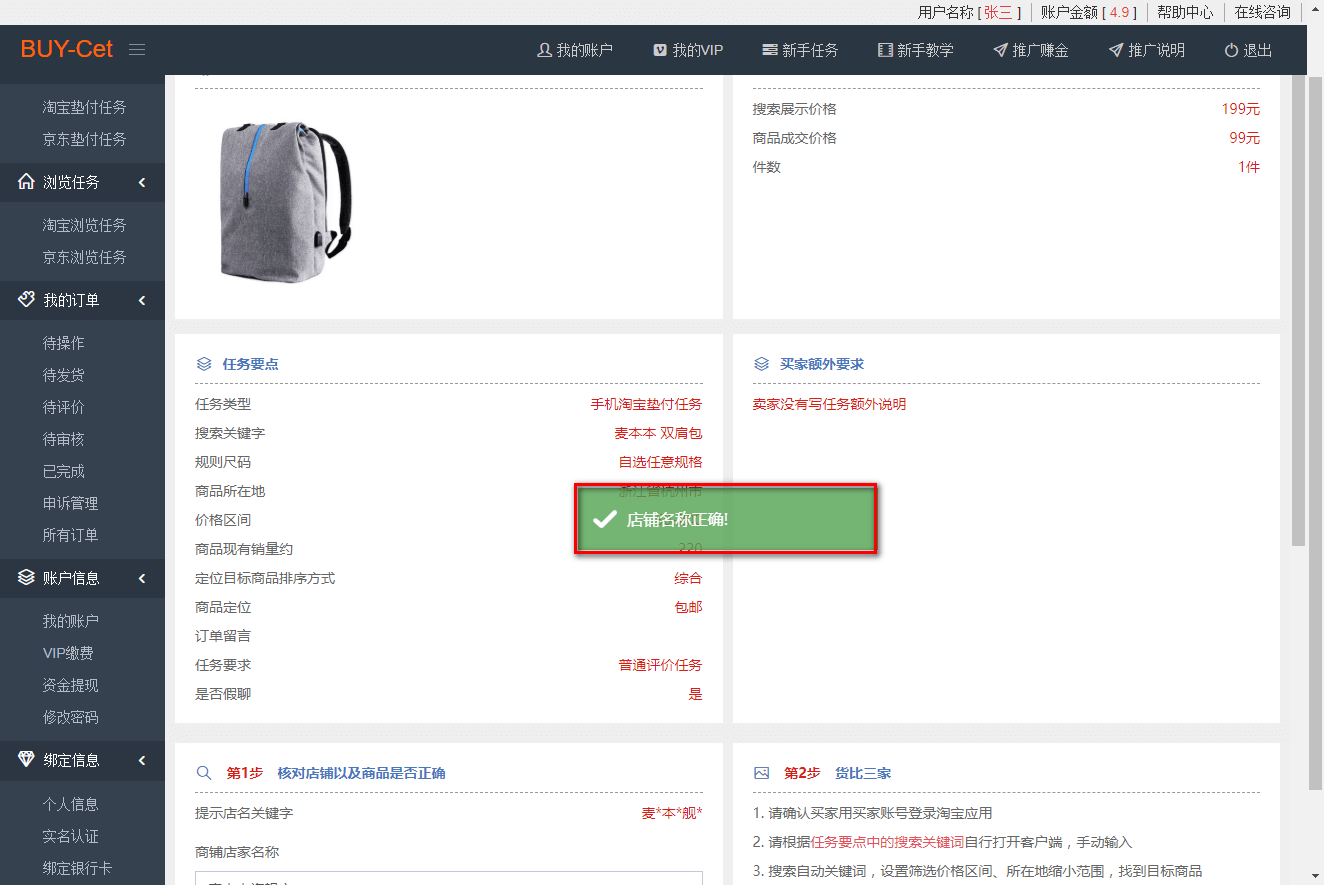 用户名称 [ 张三 ] 账户金额 [ 4.9 ] 帮助中心 在线咨询
BUY-Cet 我的账户 我的VIP 新手任务 新手教学 推广赚金 推广说明 退出
淘宝垫付任务
京东垫付任务
浏览任务
淘宝浏览任务
京东浏览任务
我的订单
待操作
待发货
待评价
待审核
已完成
申诉管理
所有订单
账户信息
我的账户
VIP缴费
资金提现
修改密码
绑定信息
个人信息
实名认证
绑定银行卡
搜索展示价格 199元
商品成交价格 99元
件数 1件
任务要点
任务类型 手机淘宝垫付任务
搜索关键字 麦本本 双肩包
规则尺码 自选任意规格
商品所在地 浙江省杭州市
价格区间
商品现有销量约 220
定位目标商品排序方式 综合
商品定位 包邮
订单留言
任务要求 普通评价任务
是否假聊 是
买家额外要求
卖家没有写任务额外说明
店铺名称正确!
第1步 核对店铺以及商品是否正确
提示店名关键字 麦*本*舰*
商铺店家名称
第2步 货比三家
1. 请确认买家用买家账号登录淘宝应用
2. 请根据任务要点中的搜索关键词自行打开客户端，手动输入
3. 搜索自动关键词，设置筛选价格区间、所在地缩小范围，找到目标商品